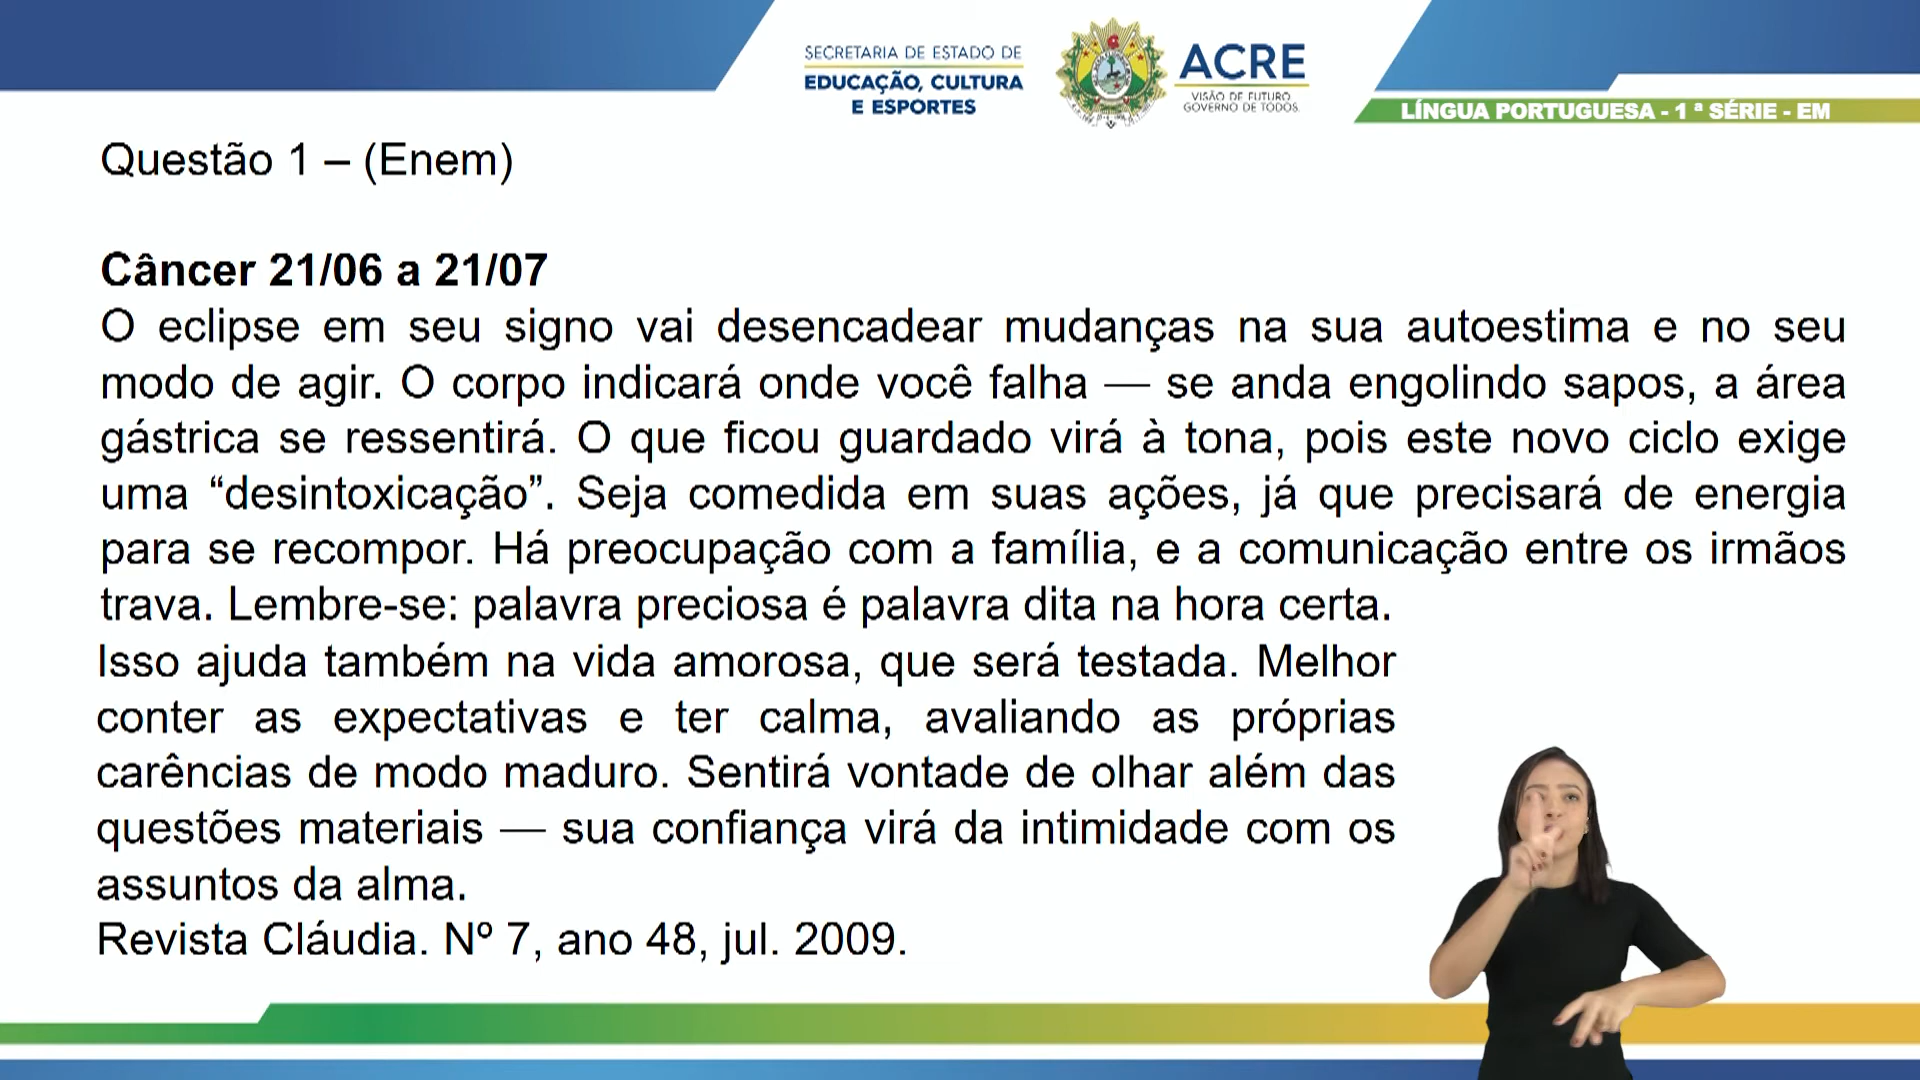 SECRETARIA DE ESTADO DE
EDUCAÇÃO, CULTURA
E ESPORTES
ACRE
VISÃO DE FUTURO
GOVERNO DE TODOS.
LÍNGUA PORTUGUESA - 1 ª SÉRIE - EM
Questão 1 – (Enem)
Câncer 21/06 a 21/07
O eclipse em seu signo vai desencadear mudanças na sua autoestima e no seu
modo de agir. O corpo indicará onde você falha — se anda engolindo sapos, a área
gástrica se ressentirá. O que ficou guardado virá à tona, pois este novo ciclo exige
uma “desintoxicação”. Seja comedida em suas ações, já que precisará de energia
para se recompor. Há preocupação com a família, e a comunicação entre os irmãos
trava. Lembre-se: palavra preciosa é palavra dita na hora certa.
Isso ajuda também na vida amorosa, que será testada. Melhor
conter as expectativas e ter calma, avaliando as próprias
carências de modo maduro. Sentirá vontade de olhar além das
questões materiais — sua confiança virá da intimidade com os
assuntos da alma.
Revista Cláudia. Nº 7, ano 48, jul. 2009.